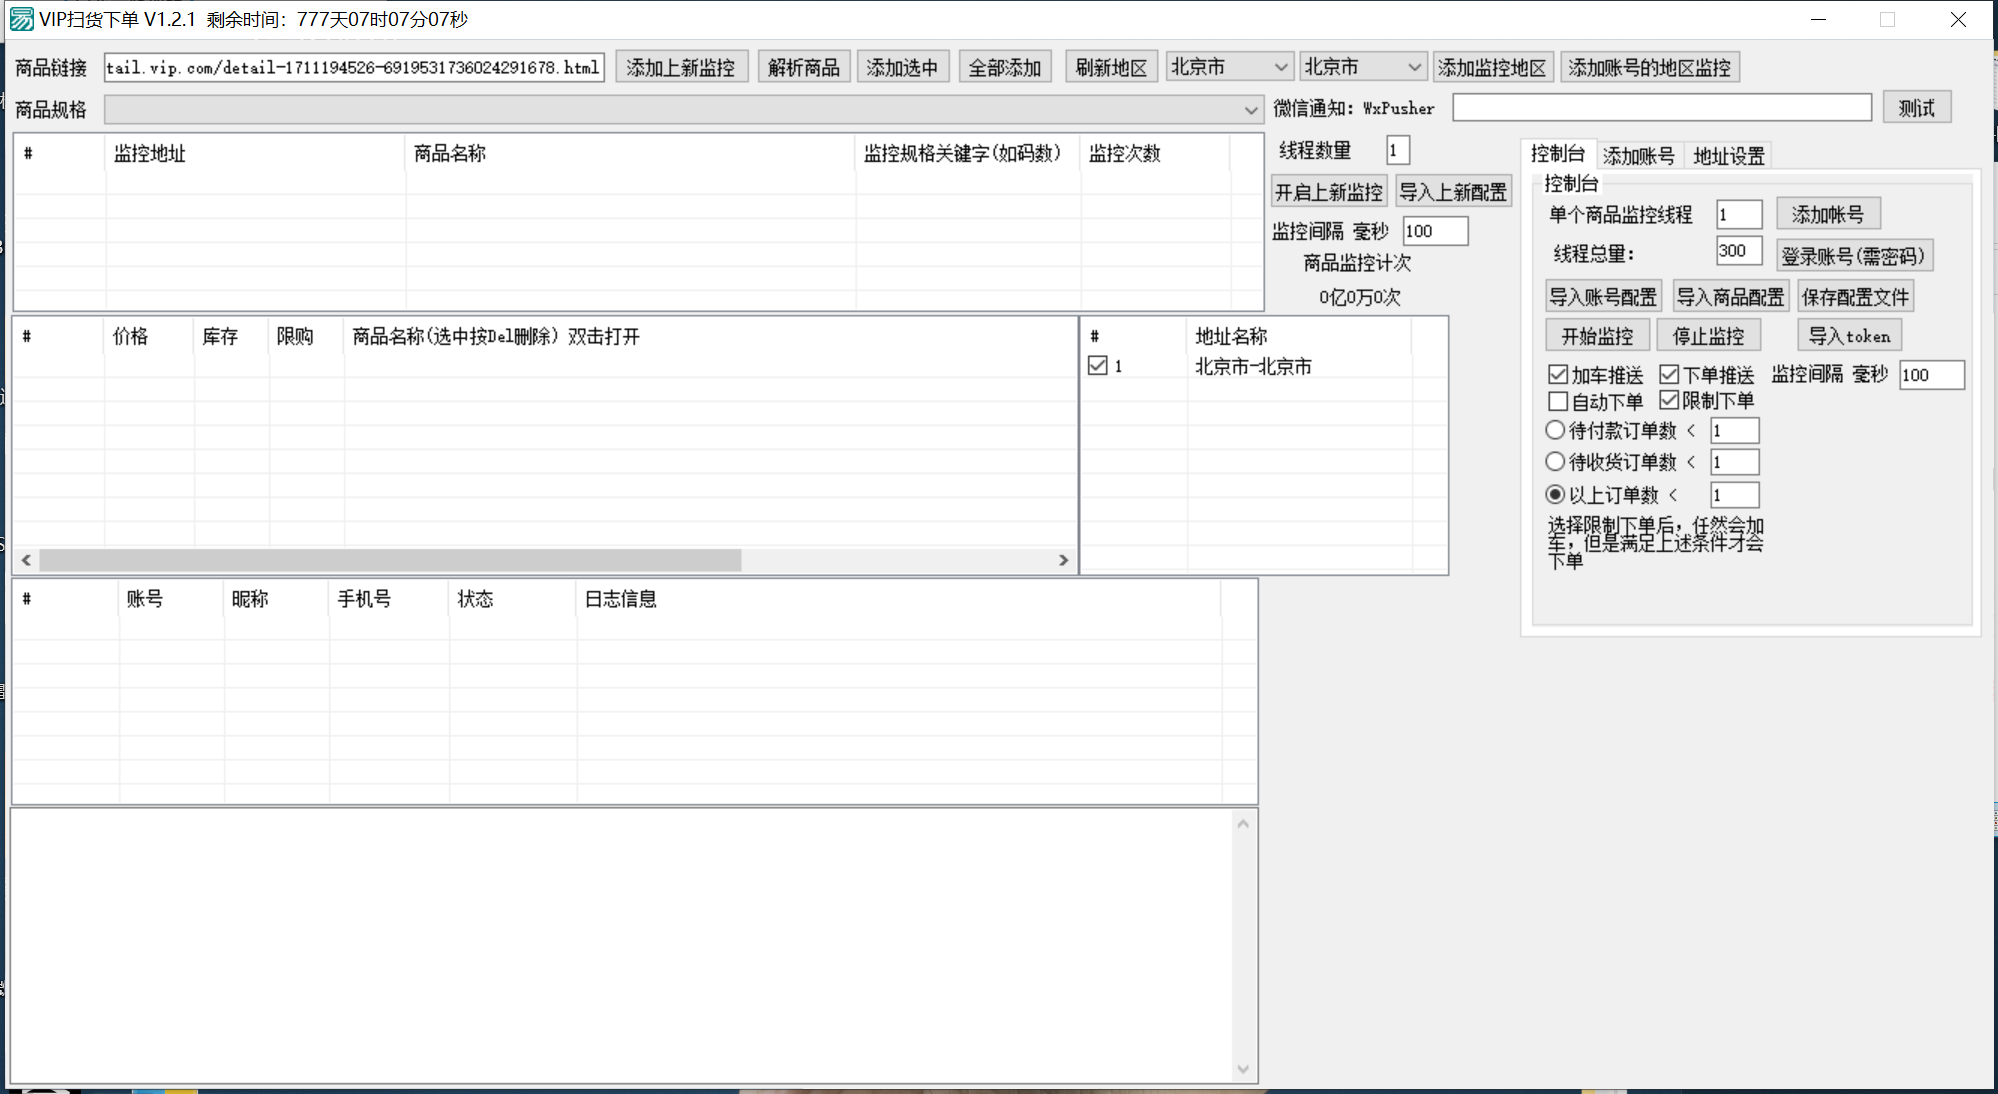 VIP扫货下单 V1.2.1 剩余时间：777天07时07分07秒
商品链接 tail.vip.com/detail-1711194526-6919531736024291678.html 添加上新监控 解析商品 添加选中 全部添加 刷新地区 北京市 北京市 添加监控地区 添加账号的地区监控
商品规格 微信通知：WxPusher 测试
# 监控地址 商品名称 监控规格关键字(如码数) 监控次数
线程数量 1
开启上新监控 导入上新配置
监控间隔 毫秒 100
商品监控计次
0亿0万0次
控制台 添加账号 地址设置
控制台
单个商品监控线程 1 添加帐号
线程总量： 300 登录账号(需密码)
导入账号配置 导入商品配置 保存配置文件
开始监控 停止监控 导入token
加车推送 下单推送 监控间隔 毫秒 100
自动下单 限制下单
待付款订单数 < 1
待收货订单数 < 1
以上订单数 < 1
选择限制下单后，任然会加
车，但是满足上述条件才会
下单
# 价格 库存 限购 商品名称(选中按Del删除) 双击打开
# 地址名称
1 北京市-北京市
# 账号 昵称 手机号 状态 日志信息